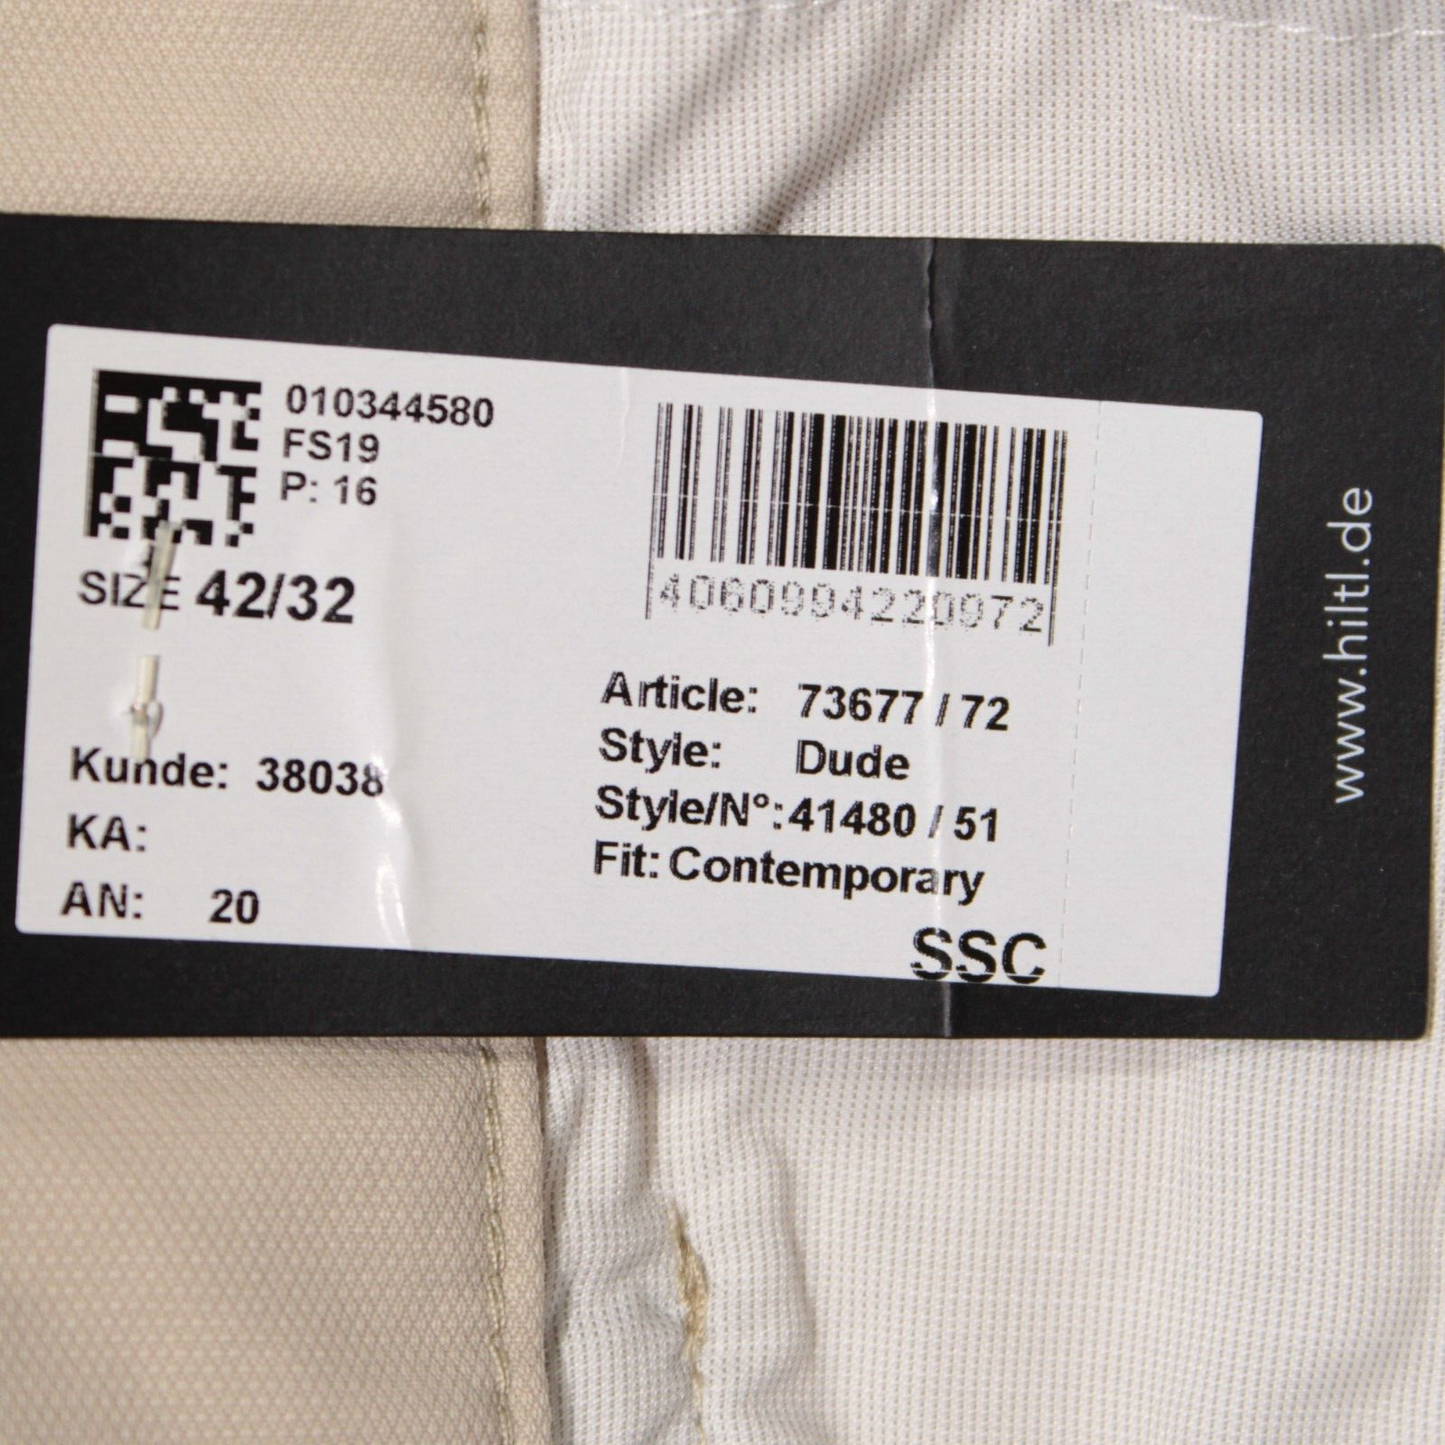 010344580
FS19
P: 16
SIZE 42/32
4060994220972
Kunde: 38038
KA:
AN: 20
Article: 73677 / 72
Style: Dude
Style/N°: 41480 / 51
Fit: Contemporary
SSC
www.hiltl.de